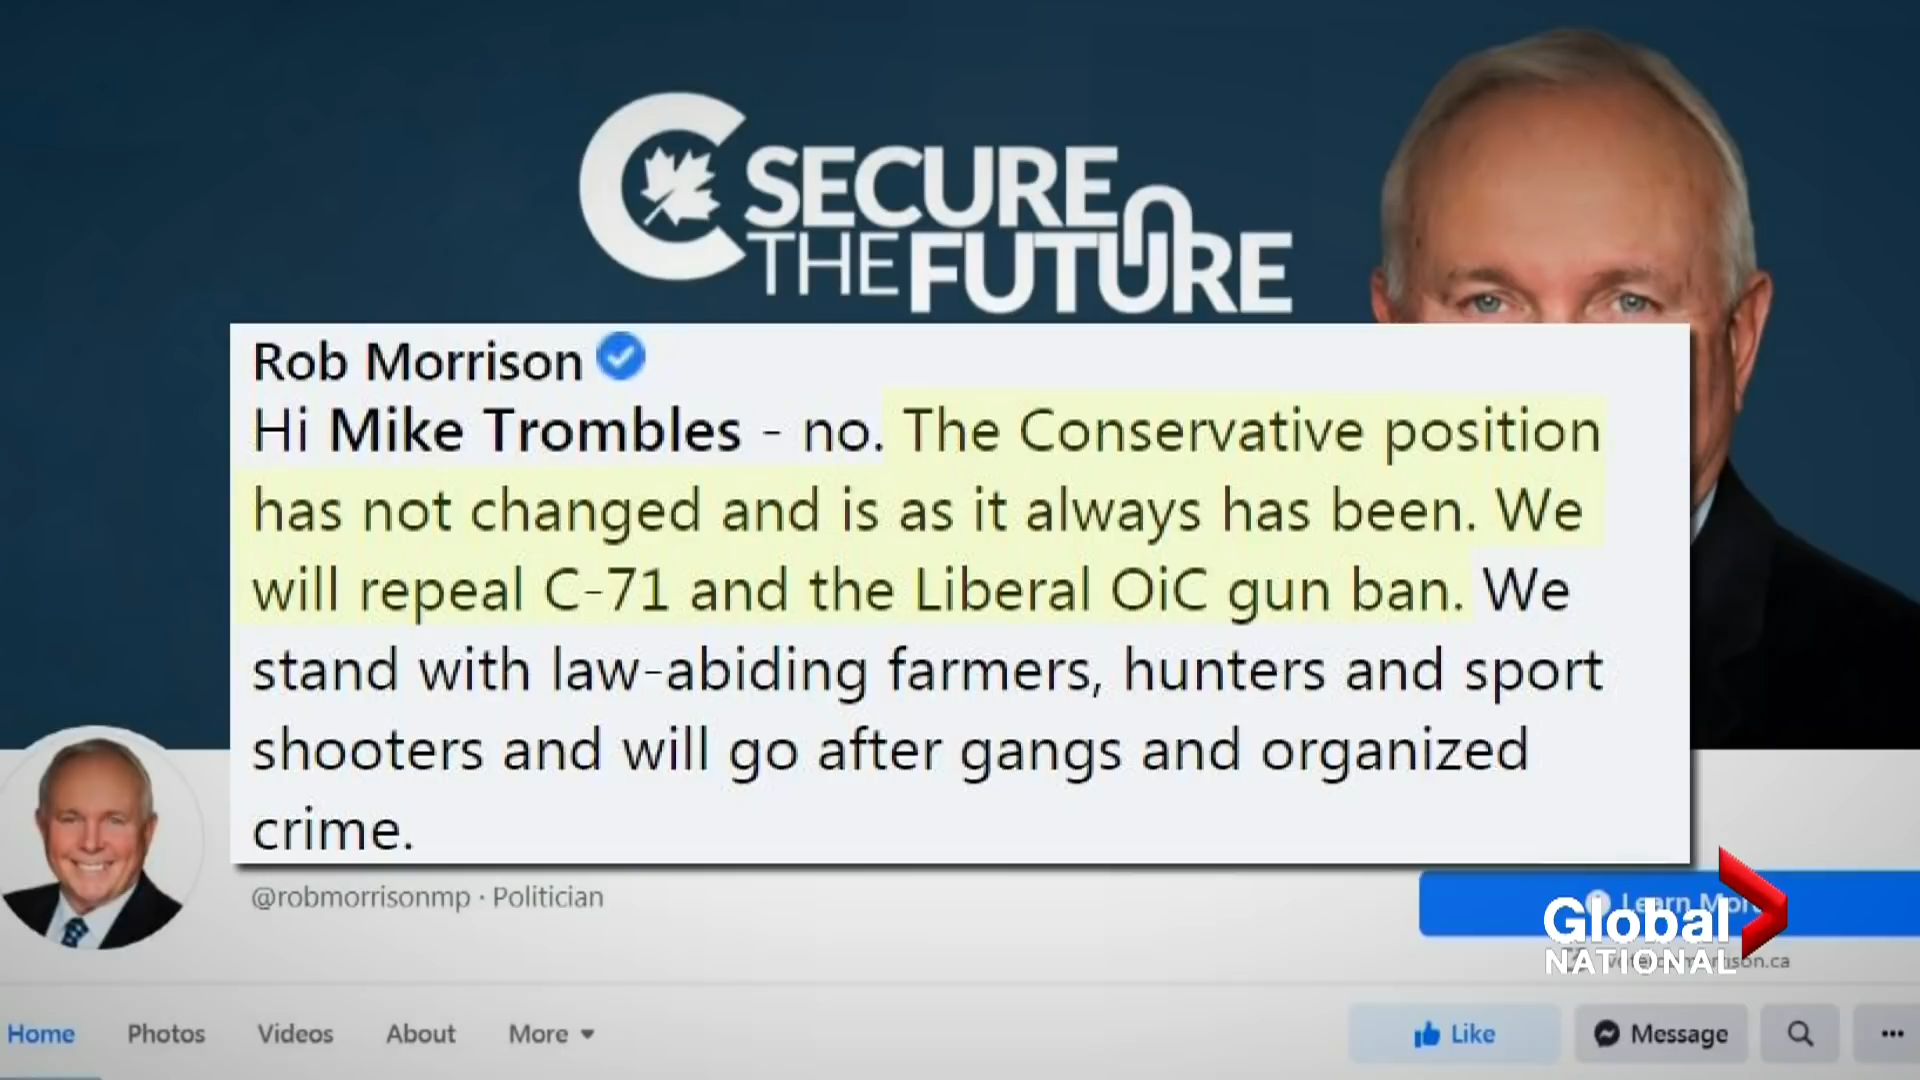 SECURE
THE FUTURE
Rob Morrison
Hi Mike Trombles - no. The Conservative position
has not changed and is as it always has been. We
will repeal C-71 and the Liberal OiC gun ban. We
stand with law-abiding farmers, hunters and sport
shooters and will go after gangs and organized
crime.
@robmorrisonmp · Politician
Learn More
Global
NATIONAL
Home
Photos
Videos
About
More
Like
Message
...